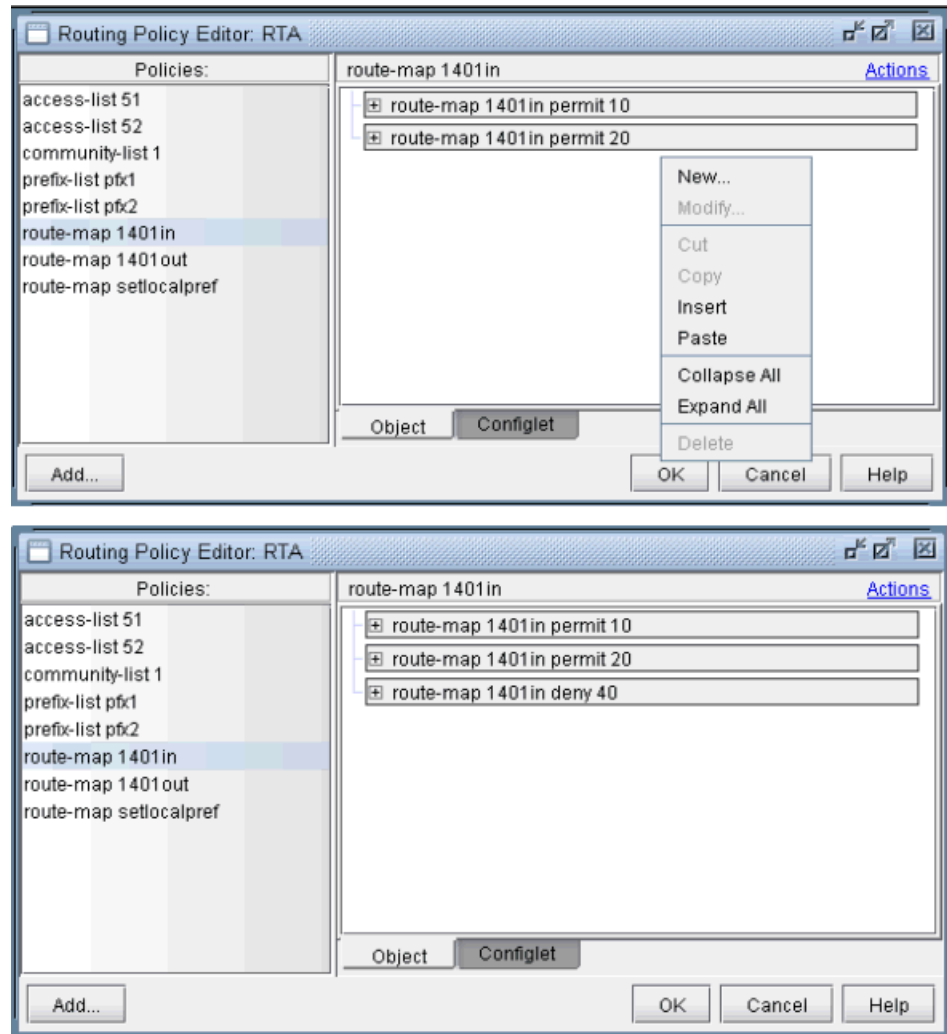 Routing Policy Editor: RTA
Policies:
route-map 1401in
Actions
access-list 51
access-list 52
community-list 1
prefix-list pfx1
prefix-list pfx2
route-map 1401in
route-map 1401out
route-map setlocalpref
route-map 1401in permit 10
route-map 1401in permit 20
New...
Modify...
Cut
Copy
Insert
Paste
Collapse All
Expand All
Delete
Object
Configlet
Add...
OK
Cancel
Help
Routing Policy Editor: RTA
Policies:
route-map 1401in
Actions
access-list 51
access-list 52
community-list 1
prefix-list pfx1
prefix-list pfx2
route-map 1401in
route-map 1401out
route-map setlocalpref
route-map 1401in permit 10
route-map 1401in permit 20
route-map 1401in deny 40
Object
Configlet
Add...
OK
Cancel
Help